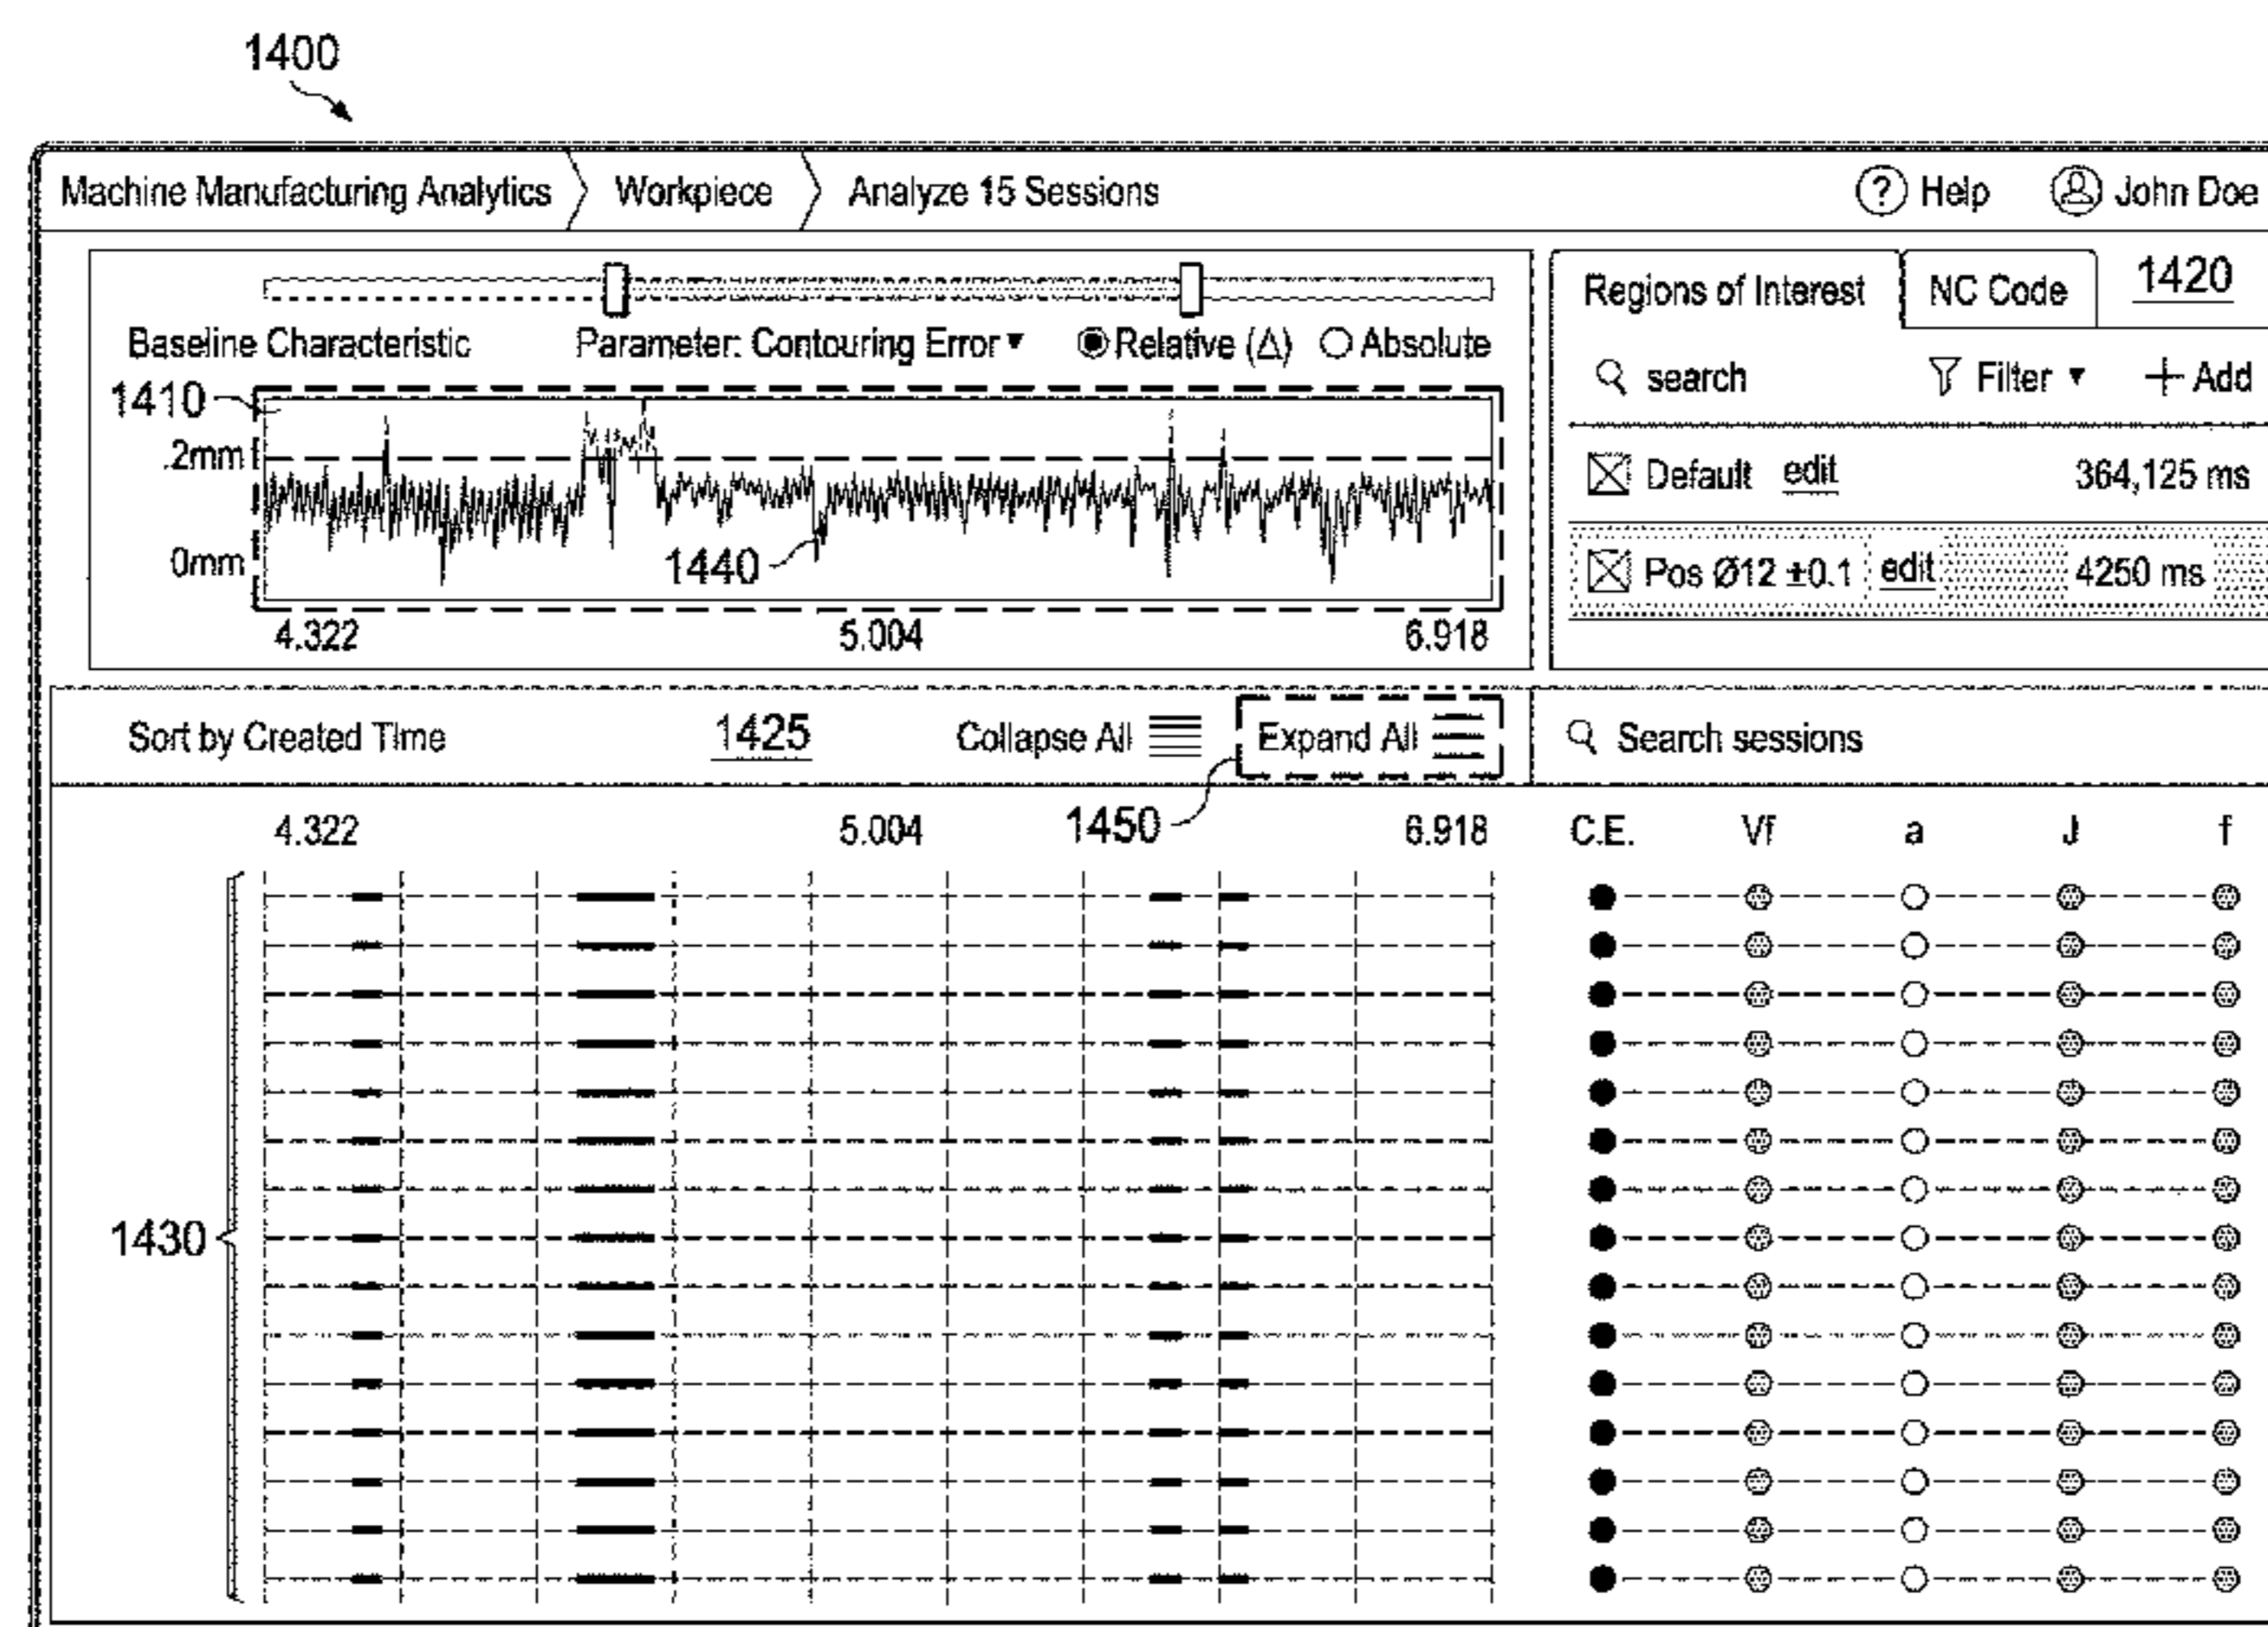 1400
Machine Manufacturing Analytics Workpiece Analyze 15 Sessions ? Help John Doe
Regions of Interest NC Code 1420
Baseline Characteristic Parameter: Contouring Error ▼ Relative (Δ) Absolute
search Filter ▼ + Add
1410
.2mm
Default edit 364,125 ms
0mm
1440
Pos Ø12 ±0.1 edit 4250 ms
4.322 5.004 6.918
Sort by Created Time 1425 Collapse All Expand All Search sessions
4.322 5.004 1450 6.918 C.E. Vf a J f
1430